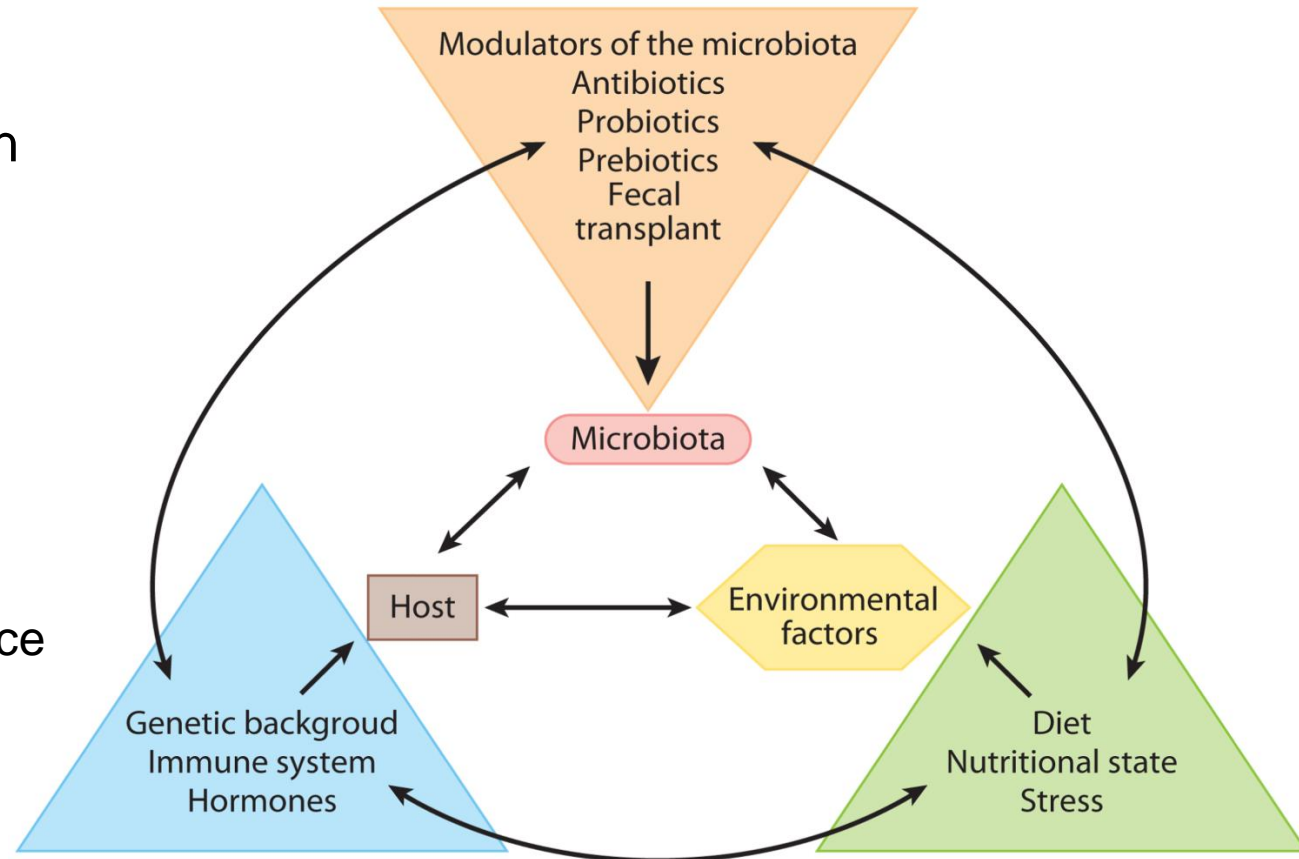 Modulators of the microbiota
Antibiotics
Probiotics
Prebiotics
Fecal
transplant
Microbiota
Host
Environmental
factors
Genetic backgroud
Immune system
Hormones
Diet
Nutritional state
Stress